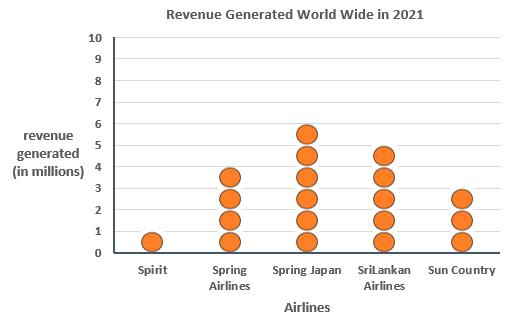 Revenue Generated World Wide in 2021
10
9
8
7
6
5
4
3
2
1
0
revenue
generated
(in millions)
Spirit
Spring
Airlines
Spring Japan
SriLankan
Airlines
Sun Country
Airlines